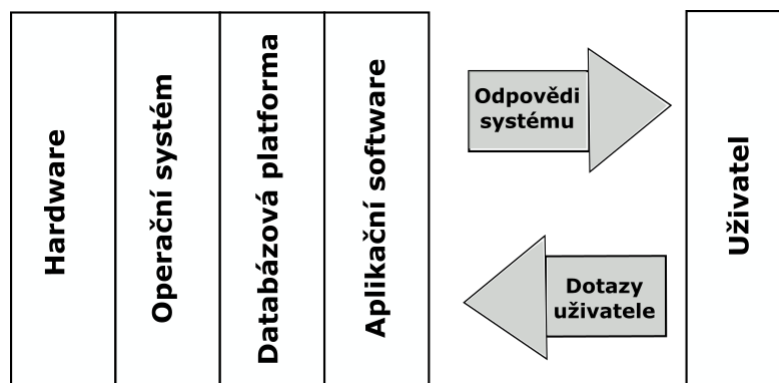 Hardware
Operační systém
Databázová platforma
Aplikační software
Odpovědi
systému
Dotazy
uživatele
Uživatel